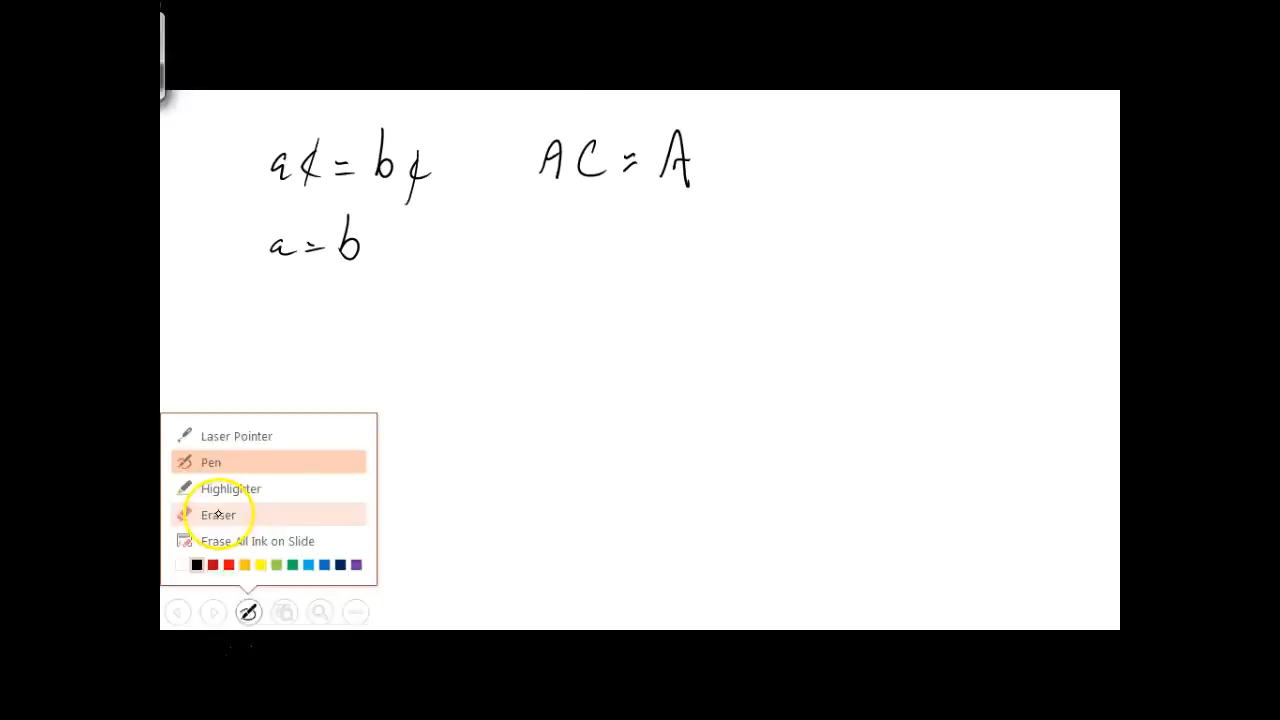 a¢ = b¢
AC = A
a = b
Laser Pointer
Pen
Highlighter
Eraser
Erase All Ink on Slide